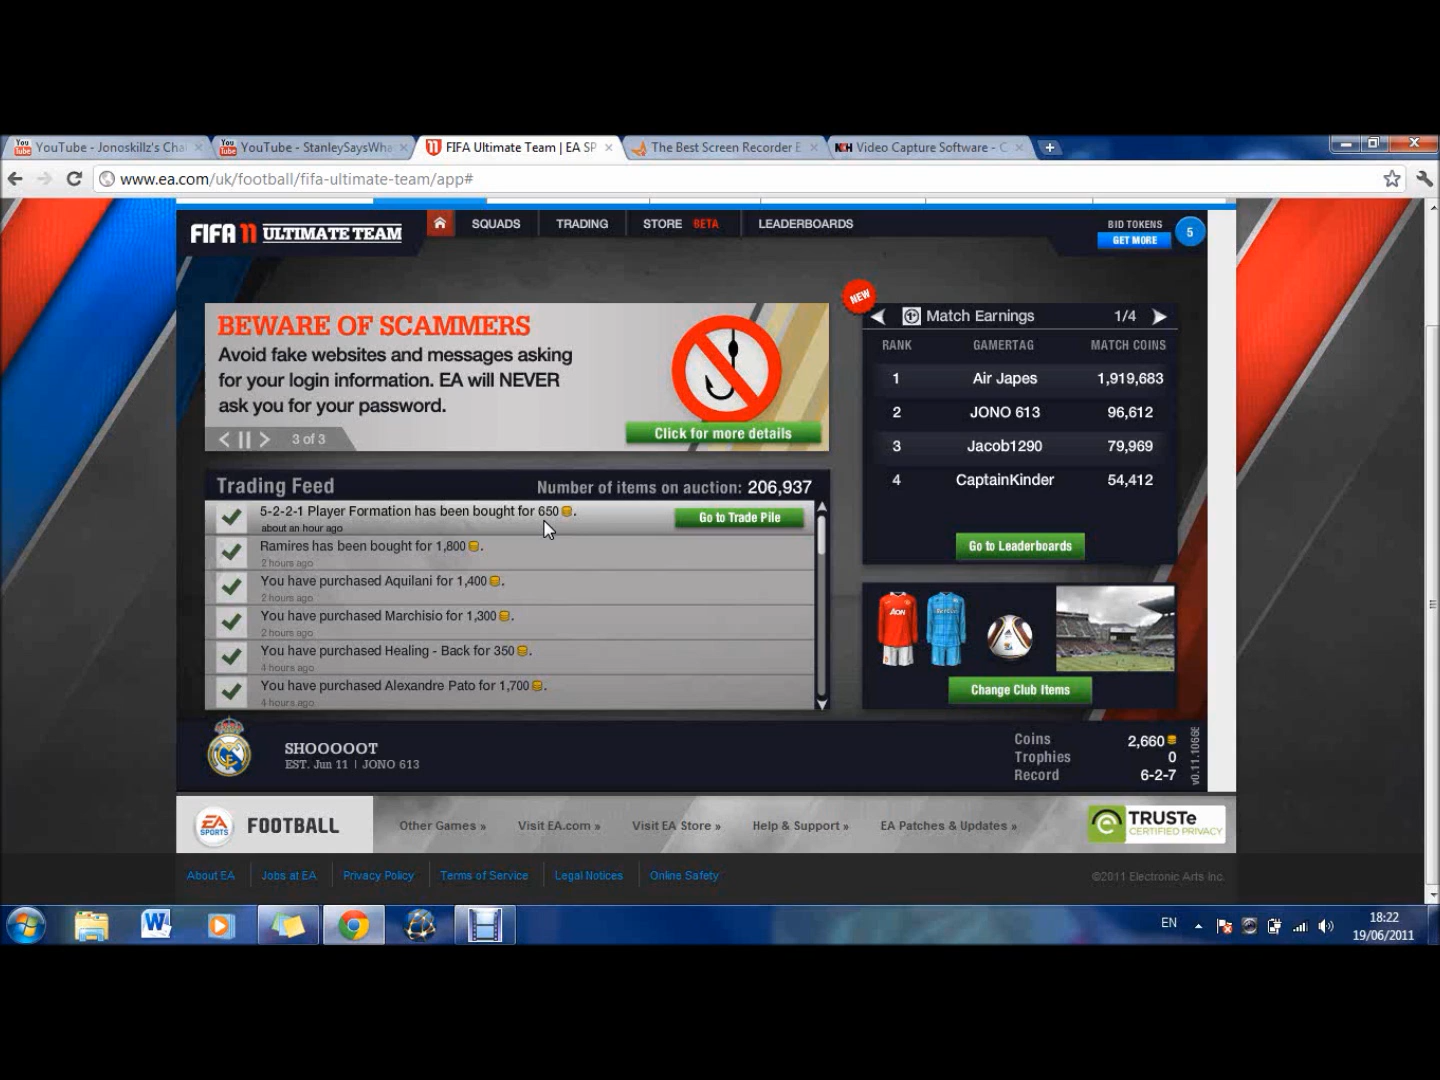 YouTube - Jonoskillz's Cha
YouTube - StanleySaysWha
FIFA Ultimate Team | EA SP
The Best Screen Recorder E
NCH Video Capture Software - C
www.ea.com/uk/football/fifa-ultimate-team/app#
FIFA 11 ULTIMATE TEAM
SQUADS
TRADING
STORE BETA
LEADERBOARDS
BID TOKENS
GET MORE
5
BEWARE OF SCAMMERS
Avoid fake websites and messages asking
for your login information. EA will NEVER
ask you for your password.
3 of 3
Click for more details
NEW
Match Earnings 1/4
RANK GAMERTAG MATCH COINS
1 Air Japes 1,919,683
2 JONO 613 96,612
3 Jacob1290 79,969
4 CaptainKinder 54,412
Go to Leaderboards
Trading Feed Number of items on auction: 206,937
5-2-2-1 Player Formation has been bought for 650 .
about an hour ago
Go to Trade Pile
Ramires has been bought for 1,800 .
2 hours ago
You have purchased Aquilani for 1,400 .
2 hours ago
You have purchased Marchisio for 1,300 .
2 hours ago
You have purchased Healing - Back for 350 .
4 hours ago
You have purchased Alexandre Pato for 1,700 .
4 hours ago
AON
Change Club Items
SHOOOOOT
EST. Jun 11 | JONO 613
Coins 2,660
Trophies 0
Record 6-2-7
EA SPORTS FOOTBALL
Other Games »
Visit EA.com »
Visit EA Store »
Help & Support »
EA Patches & Updates »
TRUSTe
CERTIFIED PRIVACY
About EA
Jobs at EA
Privacy Policy
Terms of Service
Legal Notices
Online Safety
©2011 Electronic Arts Inc.
EN
18:22
19/06/2011